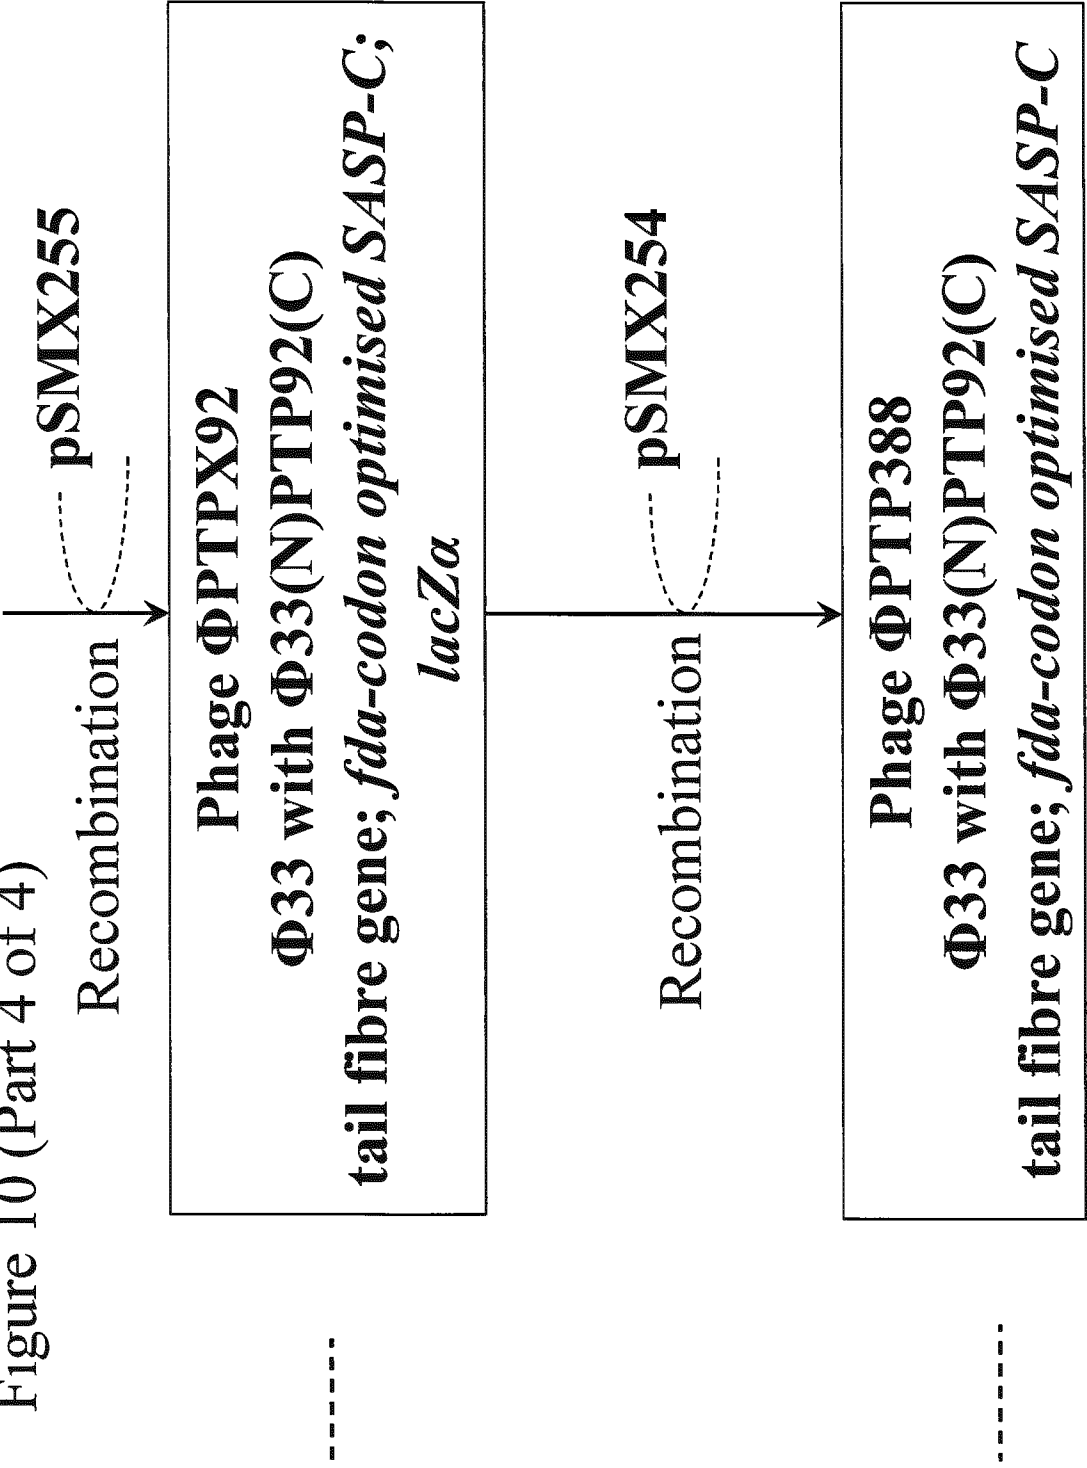 Figure 10 (Part 4 of 4)
Recombination
pSMX255
Phage ΦPTPX92
Φ33 with Φ33(N)PTP92(C)
tail fibre gene; fda-codon optimised SASP-C;
lacZa
Recombination
pSMX254
Phage ΦPTP388
Φ33 with Φ33(N)PTP92(C)
tail fibre gene; fda-codon optimised SASP-C